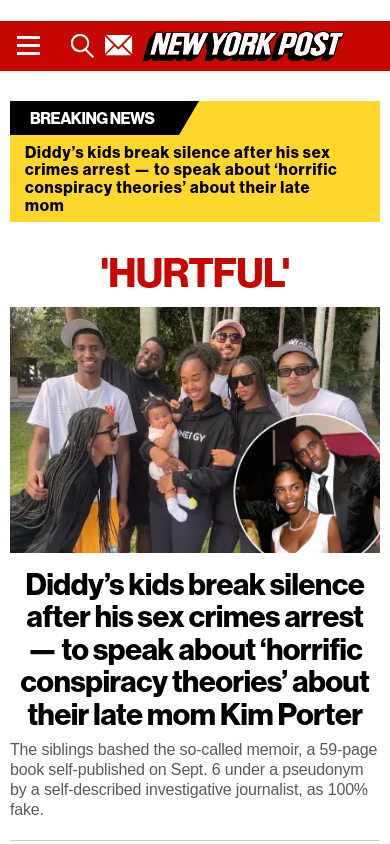 NEW YORK POST
BREAKING NEWS
Diddy’s kids break silence after his sex
crimes arrest — to speak about ‘horrific
conspiracy theories’ about their late
mom
'HURTFUL'
Diddy’s kids break silence
after his sex crimes arrest
— to speak about ‘horrific
conspiracy theories’ about
their late mom Kim Porter
The siblings bashed the so-called memoir, a 59-page
book self-published on Sept. 6 under a pseudonym
by a self-described investigative journalist, as 100%
fake.